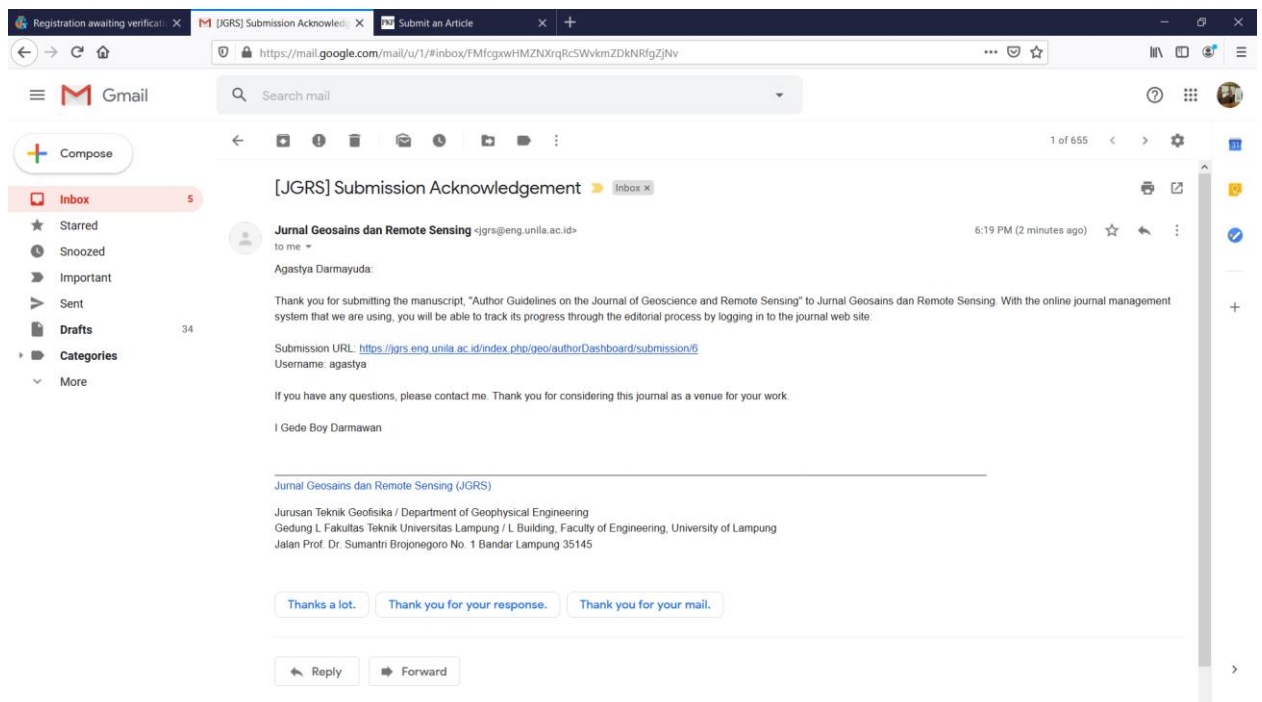 Registration awaiting verificati
[JGRS] Submission Acknowledg
PKP Submit an Article
https://mail.google.com/mail/u/1/#inbox/FMfcgxwHMZNXrqRcSWvkmZDkNRfgZjNv
Gmail
Search mail
Compose
1 of 655
Inbox 5
Starred
Snoozed
Important
Sent
Drafts 34
Categories
More
[JGRS] Submission Acknowledgement Inbox x
Jurnal Geosains dan Remote Sensing <jgrs@eng.unila.ac.id> 6:19 PM (2 minutes ago)
to me
Agastya Darmayuda:
Thank you for submitting the manuscript, "Author Guidelines on the Journal of Geoscience and Remote Sensing" to Jurnal Geosains dan Remote Sensing. With the online journal management
system that we are using, you will be able to track its progress through the editorial process by logging in to the journal web site:
Submission URL: https://jgrs.eng.unila.ac.id/index.php/geo/authorDashboard/submission/6
Username: agastya
If you have any questions, please contact me. Thank you for considering this journal as a venue for your work.
I Gede Boy Darmawan
Jurnal Geosains dan Remote Sensing (JGRS)
Jurusan Teknik Geofisika / Department of Geophysical Engineering
Gedung L Fakultas Teknik Universitas Lampung / L Building, Faculty of Engineering, University of Lampung
Jalan Prof. Dr. Sumantri Brojonegoro No. 1 Bandar Lampung 35145
Thanks a lot.
Thank you for your response.
Thank you for your mail.
Reply
Forward
31